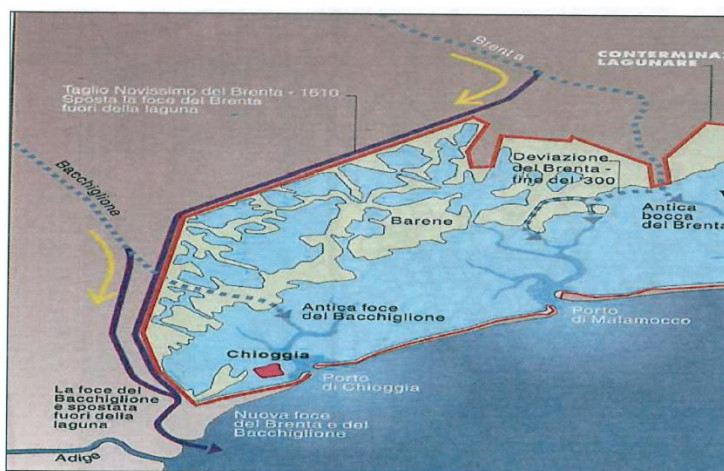 Brenta
CONTERMINA
LAGUNARE
Taglio Novissimo del Brenta - 1610
Sposta la foce del Brenta
fuori della laguna
Bacchiglione
Deviazione
del Brenta -
fine del '300
Antica
bocca
del Brenta
Barene
Antica foce
del Bacchiglione
Porto
di Malamocco
Chioggia
Porto
di Chioggia
La foce del
Bacchiglione
e spostata
fuori della
laguna
Nuova foce
del Brenta e del
Bacchiglione
Adige